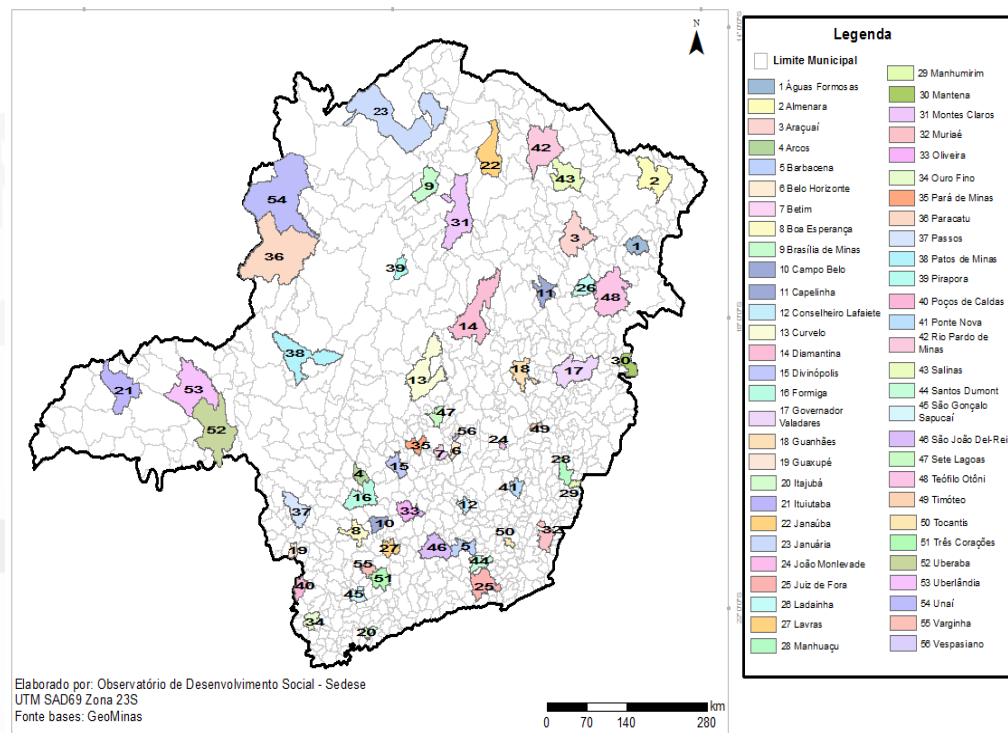 14°0'0"S
N
23
42
22
43
2
9
54
31
3
1
36
39
26
11
48
14
38
30
18
17
21
53
13
47
52
56
49
24
35
6
7
15
28
4
41
29
16
12
37
33
10
8
50
32
46
5
19
27
44
55
51
25
40
45
34
20
18°0'0"S
22°0'0"S
Elaborado por: Observatório de Desenvolvimento Social - Sedese
UTM SAD69 Zona 23S
Fonte bases: GeoMinas
km
0 70 140 280
Legenda
Limite Municipal
1 Águas Formosas
2 Almenara
3 Araçuaí
4 Arcos
5 Barbacena
6 Belo Horizonte
7 Betim
8 Boa Esperança
9 Brasília de Minas
10 Campo Belo
11 Capelinha
12 Conselheiro Lafaiete
13 Curvelo
14 Diamantina
15 Divinópolis
16 Formiga
17 Governador
Valadares
18 Guanhães
19 Guaxupé
20 Itajubá
21 Ituiutaba
22 Janaúba
23 Januária
24 João Monlevade
25 Juiz de Fora
26 Ladainha
27 Lavras
28 Manhuaçu
29 Manhumirim
30 Mantena
31 Montes Claros
32 Muriaé
33 Oliveira
34 Ouro Fino
35 Pará de Minas
36 Paracatu
37 Passos
38 Patos de Minas
39 Pirapora
40 Poços de Caldas
41 Ponte Nova
42 Rio Pardo de
Minas
43 Salinas
44 Santos Dumont
45 São Gonçalo
Sapucaí
46 São João Del-Rei
47 Sete Lagoas
48 Teófilo Otôni
49 Timóteo
50 Tocantis
51 Três Corações
52 Uberaba
53 Uberlândia
54 Unaí
55 Varginha
56 Vespasiano